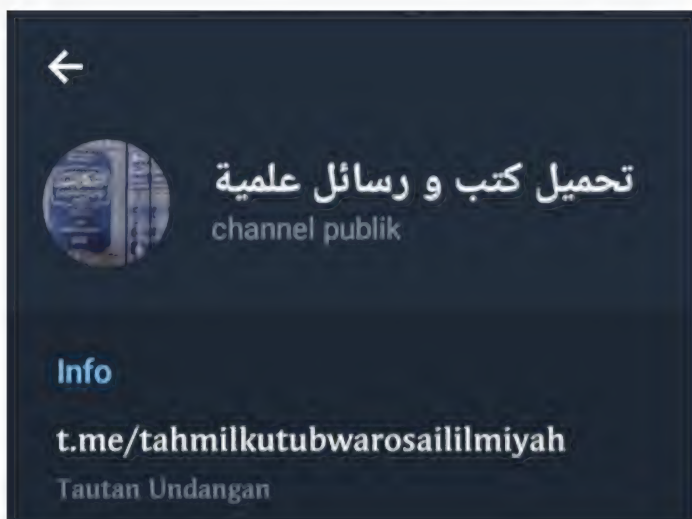 تحميل كتب و رسائل علمية
channel publik
Info
t.me/tahmilkutubwarosaililmiyah
Tautan Undangan